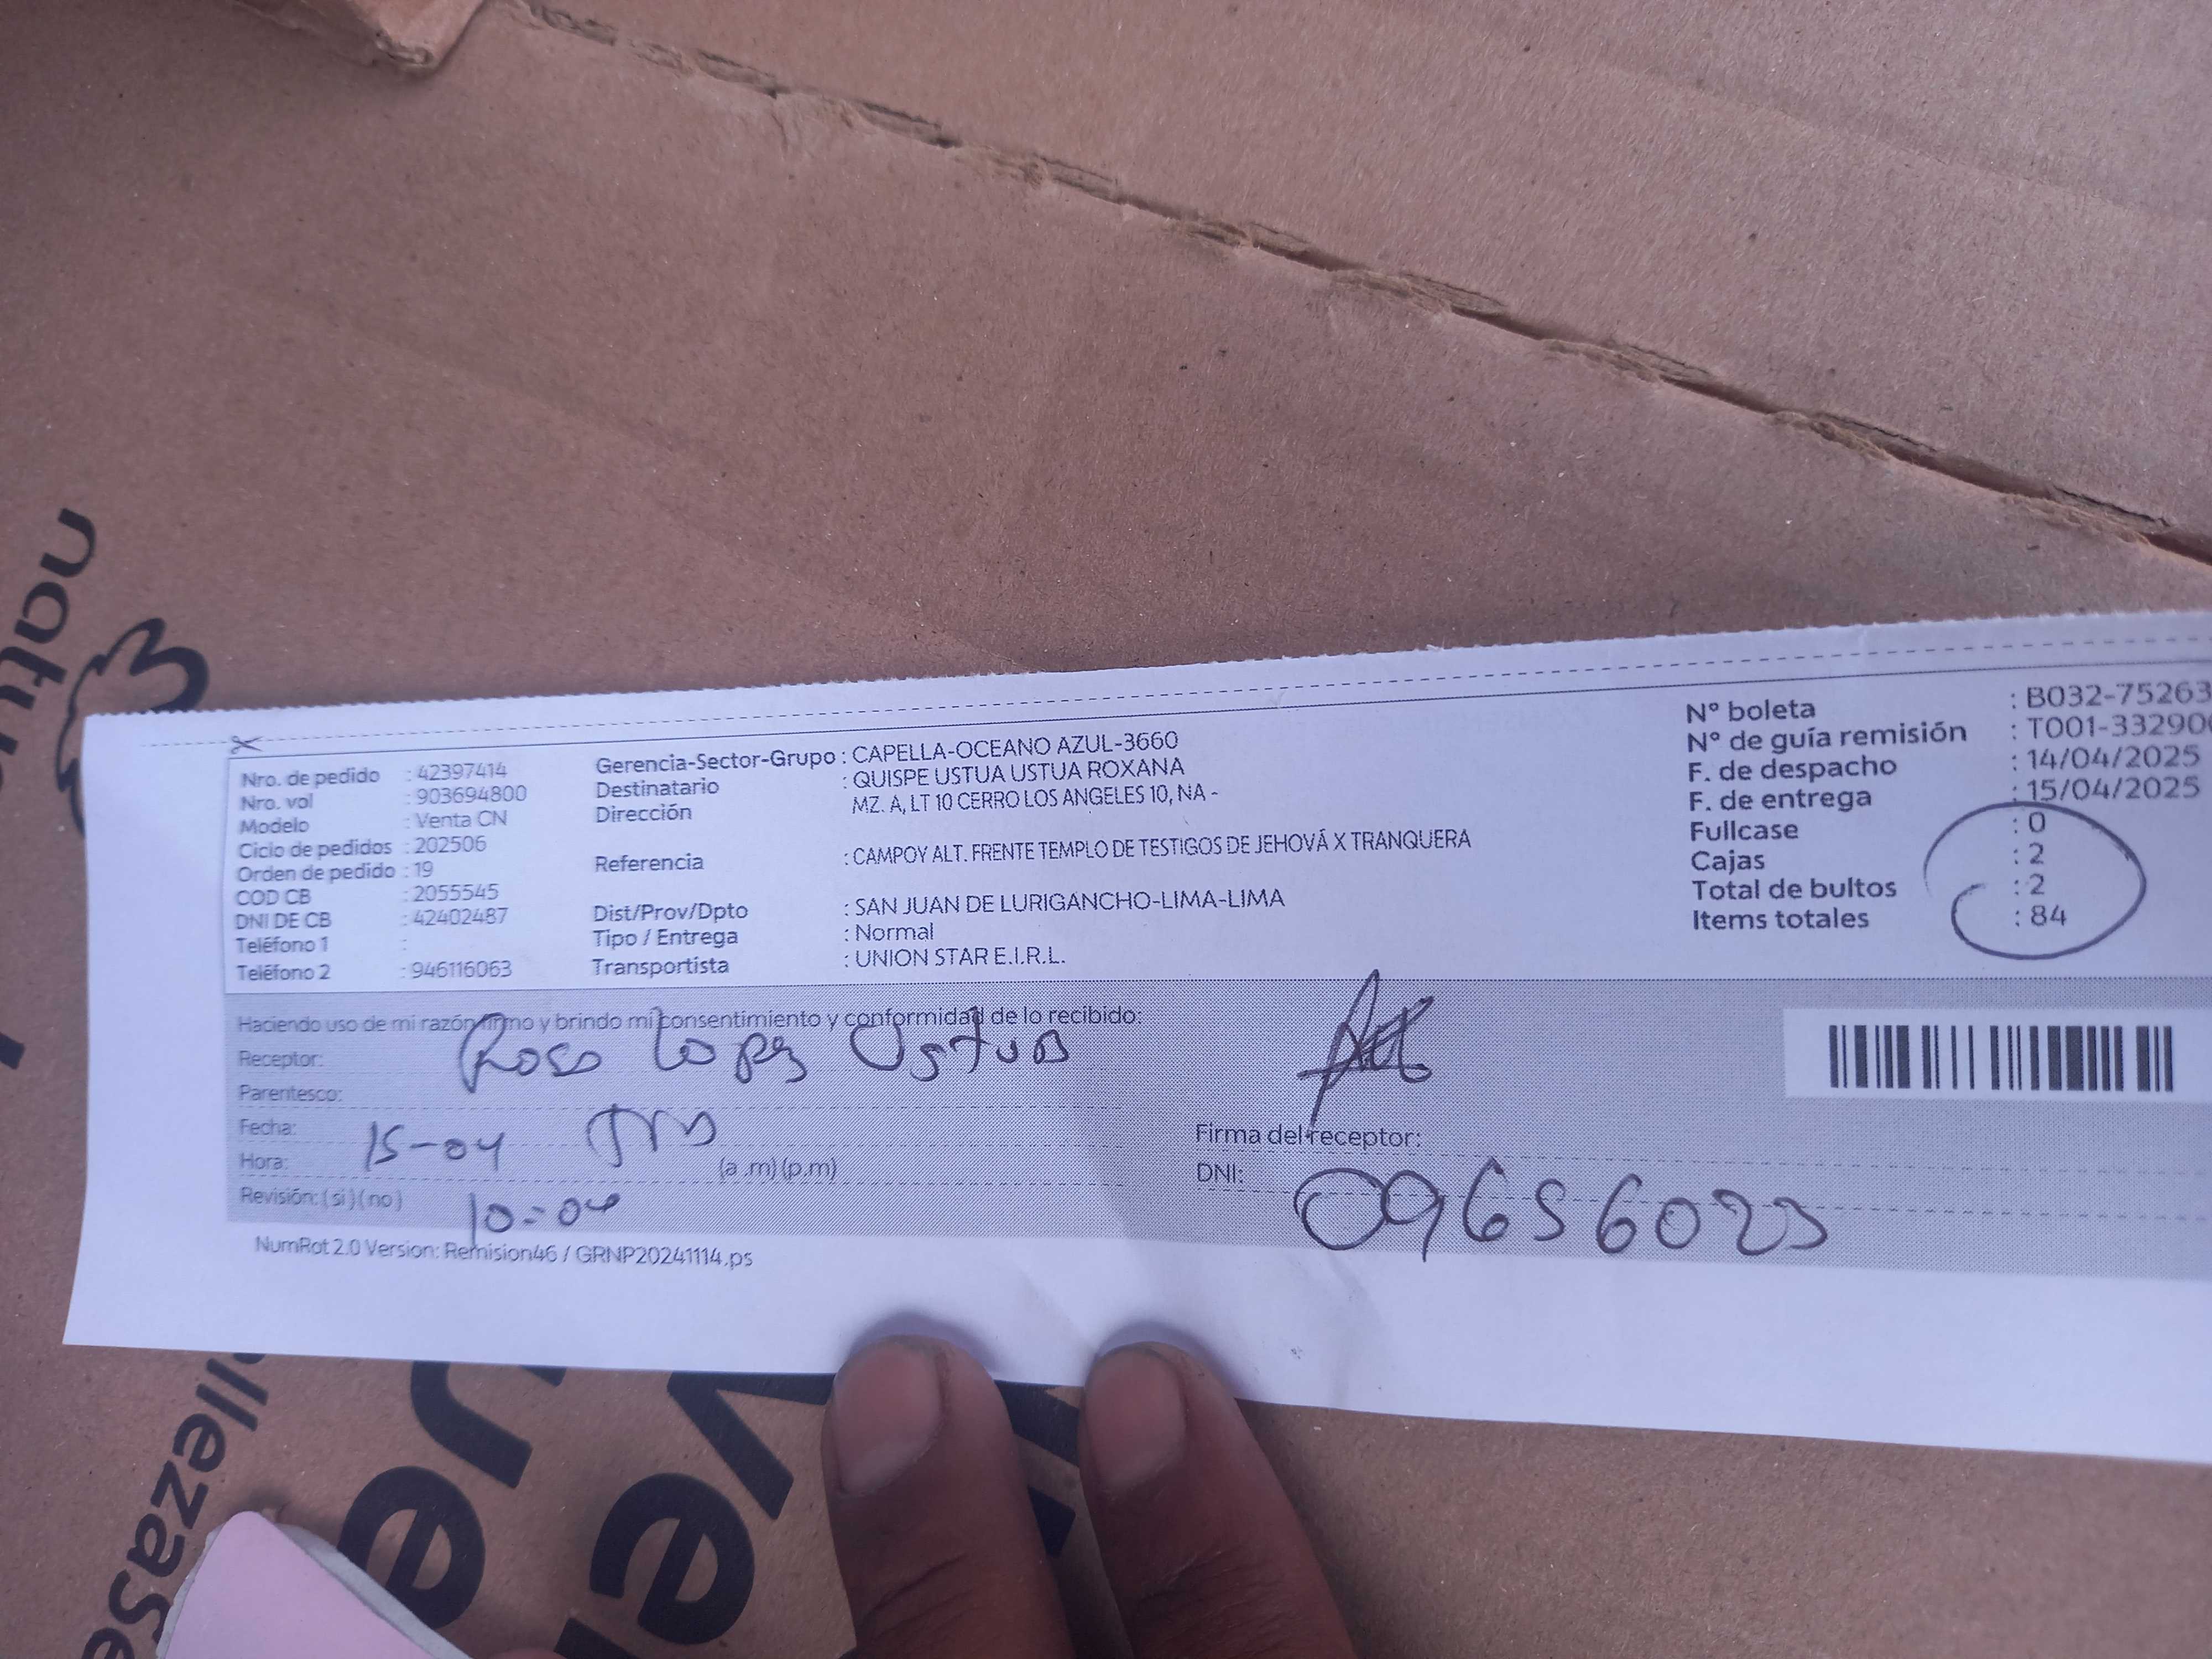 Nro. de pedido : 42397414
Nro. vol : 903694800
Modelo : Venta CN
Ciclo de pedidos : 202506
Orden de pedido : 19
COD CB : 2055545
DNI DE CB : 42402487
Teléfono 1 :
Teléfono 2 : 946116063
Gerencia-Sector-Grupo : CAPELLA-OCEANO AZUL-3660
Destinatario : QUISPE USTUA USTUA ROXANA
Dirección MZ. A, LT 10 CERRO LOS ANGELES 10, NA -
Referencia : CAMPOY ALT. FRENTE TEMPLO DE TESTIGOS DE JEHOVÁ X TRANQUERA
Dist/Prov/Dpto : SAN JUAN DE LURIGANCHO-LIMA-LIMA
Tipo / Entrega : Normal
Transportista : UNION STAR E.I.R.L.
N° boleta : B032-75263
N° de guía remisión : T001-33290
F. de despacho : 14/04/2025
F. de entrega : 15/04/2025
Fullcase : 0
Cajas : 2
Total de bultos : 2
Items totales : 84
Haciendo uso de mi razón firmo y brindo mi consentimiento y conformidad de lo recibido:
Receptor: Rosa Lopez Ostua
Parentesco:
Fecha: 15-04
Hora: (a .m) (p.m)
Revisión: ( si ) ( no ) 10:04
Firma del receptor:
DNI: 09656023
NumRot 2.0 Version: Remision46 / GRNP20241114.ps
natu
llezaSe
ve